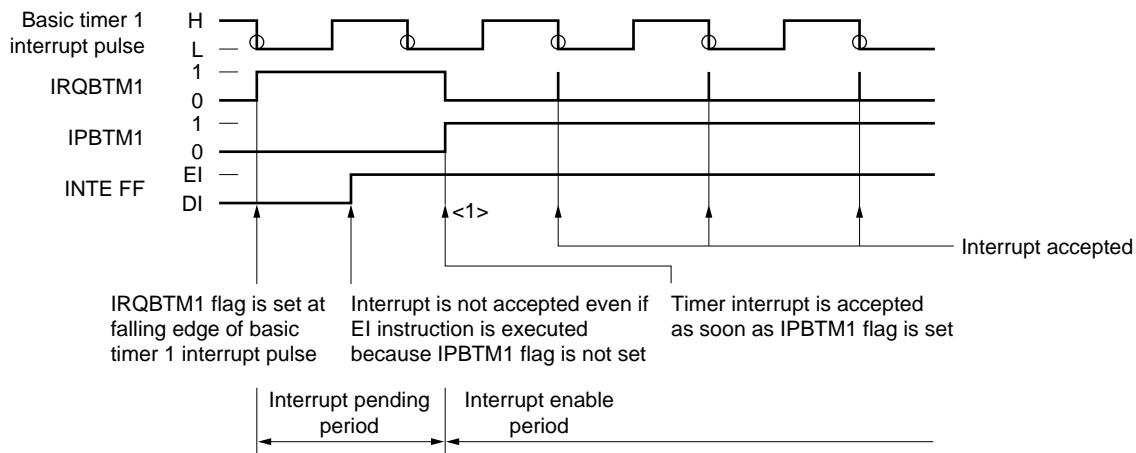 Basic timer 1
interrupt pulse
H
L
IRQBTM1
1
0
IPBTM1
1
0
INTE FF
EI
DI
<1>
Interrupt accepted
IRQBTM1 flag is set at
falling edge of basic
timer 1 interrupt pulse
Interrupt is not accepted even if
EI instruction is executed
because IPBTM1 flag is not set
Timer interrupt is accepted
as soon as IPBTM1 flag is set
Interrupt pending
period
Interrupt enable
period